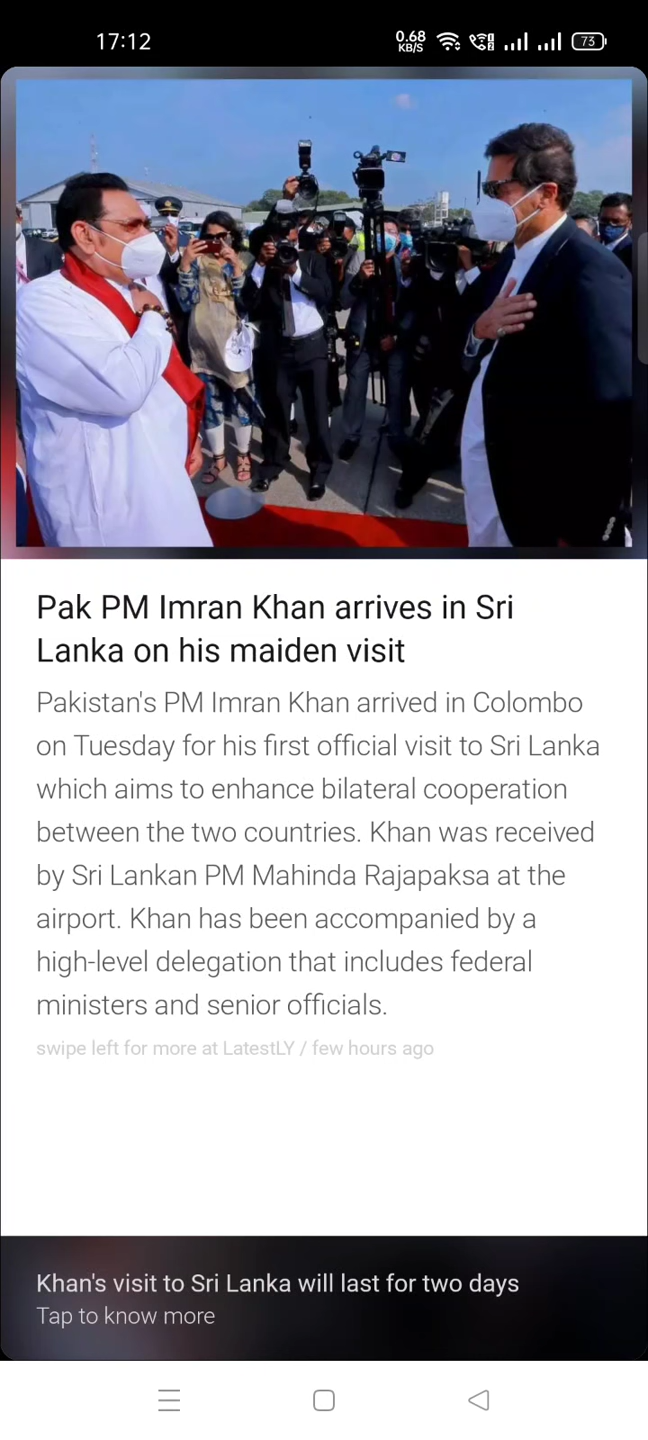 17:12
0.68
KB/S
73
Pak PM Imran Khan arrives in Sri
Lanka on his maiden visit
Pakistan's PM Imran Khan arrived in Colombo
on Tuesday for his first official visit to Sri Lanka
which aims to enhance bilateral cooperation
between the two countries. Khan was received
by Sri Lankan PM Mahinda Rajapaksa at the
airport. Khan has been accompanied by a
high-level delegation that includes federal
ministers and senior officials.
swipe left for more at LatestLY / few hours ago
Khan's visit to Sri Lanka will last for two days
Tap to know more